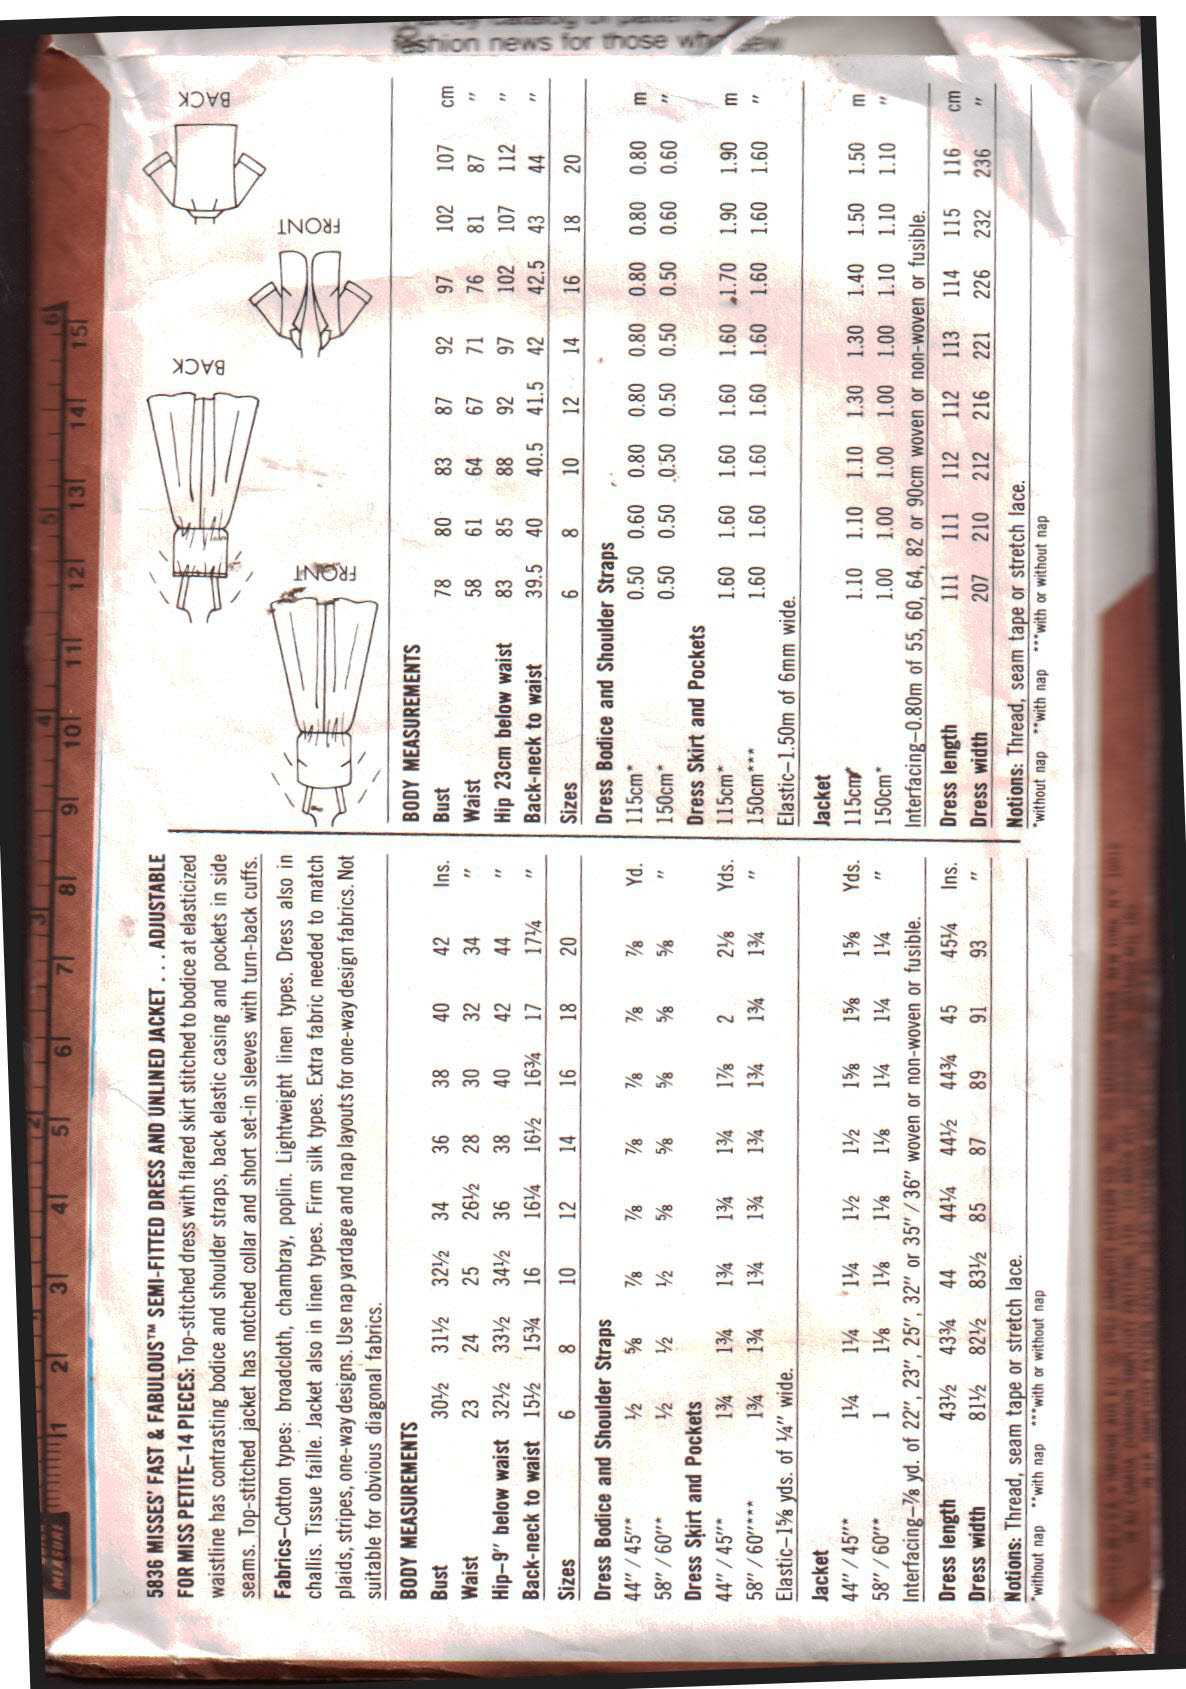 fashion news for those who sew
MEASURE
1 2 3 4 5 6 7 8 9 10 11 12 13 14 15
2 3 4 5 6
5836 MISSES' FAST & FABULOUS™ SEMI-FITTED DRESS AND UNLINED JACKET . . . ADJUSTABLE
FOR MISS PETITE—14 PIECES: Top-stitched dress with flared skirt stitched to bodice at elasticized
waistline has contrasting bodice and shoulder straps, back elastic casing and pockets in side
seams. Top-stitched jacket has notched collar and short set-in sleeves with turn-back cuffs.
Fabrics—Cotton types: broadcloth, chambray, poplin. Lightweight linen types. Dress also in
challis. Tissue faille. Jacket also in linen types. Firm silk types. Extra fabric needed to match
plaids, stripes, one-way designs. Use nap yardage and nap layouts for one-way design fabrics. Not
suitable for obvious diagonal fabrics.
BODY MEASUREMENTS
Bust 30½ 31½ 32½ 34 36 38 40 42 Ins.
Waist 23 24 25 26½ 28 30 32 34 "
Hip—9" below waist 32½ 33½ 34½ 36 38 40 42 44 "
Back-neck to waist 15½ 15¾ 16 16¼ 16½ 16¾ 17 17¼ "
Sizes 6 8 10 12 14 16 18 20
Dress Bodice and Shoulder Straps
44"/45"* ½ ⅝ ⅞ ⅞ ⅞ ⅞ ⅞ ⅞ Yd.
58"/60"* ½ ½ ½ ⅝ ⅝ ⅝ ⅝ ⅝ "
Dress Skirt and Pockets
44"/45"* 1¾ 1¾ 1¾ 1¾ 1¾ 1⅞ 2 2⅛ Yds.
58"/60"*** 1¾ 1¾ 1¾ 1¾ 1¾ 1¾ 1¾ 1¾ "
Elastic—1⅝ yds. of ¼" wide.
Jacket
44"/45"* 1¼ 1¼ 1¼ 1½ 1½ 1⅝ 1⅝ 1⅝ Yds.
58"/60"* 1 1⅛ 1⅛ 1⅛ 1⅛ 1¼ 1¼ 1¼ "
Interfacing—⅞ yd. of 22", 23", 25", 32" or 35"/36" woven or non-woven or fusible.
Dress length 43½ 43¾ 44 44¼ 44½ 44¾ 45 45¼ Ins.
Dress width 81½ 82½ 83½ 85 87 89 91 93 "
Notions: Thread, seam tape or stretch lace.
*without nap **with nap ***with or without nap
BACK
BACK
FRONT
FRONT
BODY MEASUREMENTS
Bust 78 80 83 87 92 97 102 107 cm
Waist 58 61 64 67 71 76 81 87 "
Hip 23cm below waist 83 85 88 92 97 102 107 112 "
Back-neck to waist 39.5 40 40.5 41.5 42 42.5 43 44 "
Sizes 6 8 10 12 14 16 18 20
Dress Bodice and Shoulder Straps
115cm* 0.50 0.60 0.80 0.80 0.80 0.80 0.80 0.80 m
150cm* 0.50 0.50 0.50 0.50 0.50 0.50 0.60 0.60 "
Dress Skirt and Pockets
115cm* 1.60 1.60 1.60 1.60 1.60 1.70 1.90 1.90 m
150cm*** 1.60 1.60 1.60 1.60 1.60 1.60 1.60 1.60 "
Elastic—1.50m of 6mm wide.
Jacket
115cm* 1.10 1.10 1.10 1.30 1.30 1.40 1.50 1.50 m
150cm* 1.00 1.00 1.00 1.00 1.00 1.10 1.10 1.10 "
Interfacing—0.80m of 55, 60, 64, 82 or 90cm woven or non-woven or fusible.
Dress length 111 111 112 112 113 114 115 116 cm
Dress width 207 210 212 216 221 226 232 236 "
Notions: Thread, seam tape or stretch lace.
*without nap **with nap ***with or without nap